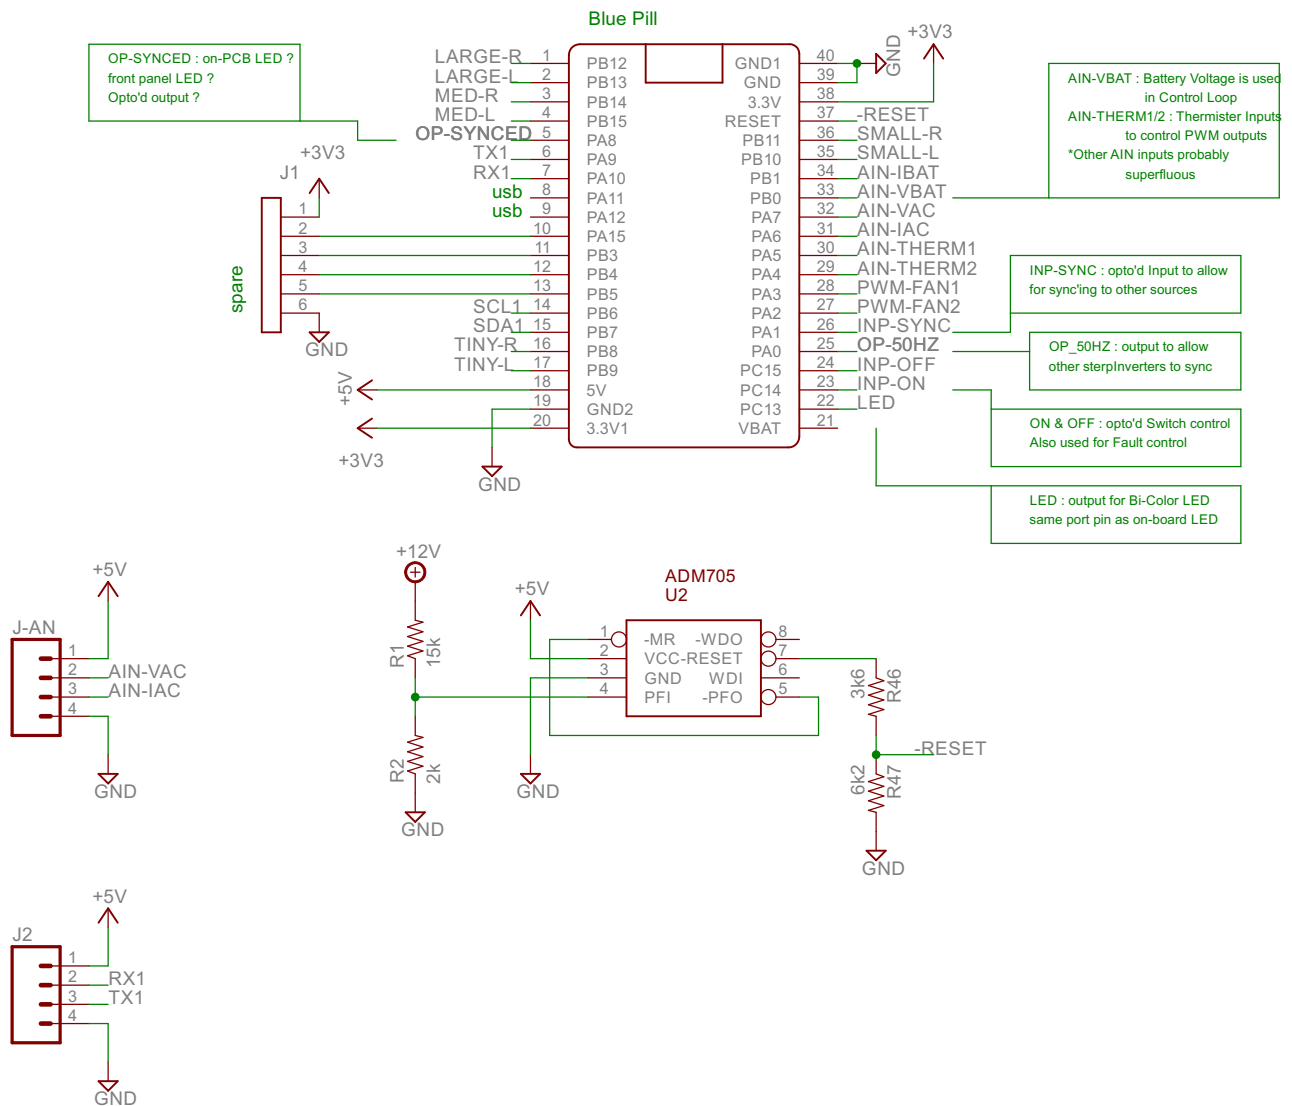 Blue Pill
OP-SYNCED : on-PCB LED ?
front panel LED ?
Opto'd output ?
LARGE-R 1 PB12
LARGE-L 2 PB13
MED-R 3 PB14
MED-L 4 PB15
OP-SYNCED 5 PA8
TX1 6 PA9
RX1 7 PA10
usb 8 PA11
usb 9 PA12
10 PA15
11 PB3
12 PB4
13 PB5
SCL1 14 PB6
SDA1 15 PB7
TINY-R 16 PB8
TINY-L 17 PB9
+5V 18 5V
19 GND2
20 3.3V1
+3V3
GND
GND1 40 GND
GND 39
3.3V 38 +3V3
RESET 37 -RESET
PB11 36 SMALL-R
PB10 35 SMALL-L
PB1 34 AIN-IBAT
PB0 33 AIN-VBAT
PA7 32 AIN-VAC
PA6 31 AIN-IAC
PA5 30 AIN-THERM1
PA4 29 AIN-THERM2
PA3 28 PWM-FAN1
PA2 27 PWM-FAN2
PA1 26 INP-SYNC
PA0 25 OP-50HZ
PC15 24 INP-OFF
PC14 23 INP-ON
PC13 22 LED
VBAT 21
+3V3
J1
1
2
3
4
5
6
spare
GND
AIN-VBAT : Battery Voltage is used
in Control Loop
AIN-THERM1/2 : Thermister Inputs
to control PWM outputs
*Other AIN inputs probably
superfluous
INP-SYNC : opto'd Input to allow
for sync'ing to other sources
OP_50HZ : output to allow
other sterpInverters to sync
ON & OFF : opto'd Switch control
Also used for Fault control
LED : output for Bi-Color LED
same port pin as on-board LED
+5V
J-AN
1
2 AIN-VAC
3 AIN-IAC
4
GND
+12V
R1
15k
R2
2k
GND
+5V
GND
ADM705
U2
1 -MR -WDO 8
2 VCC -RESET 7
3 GND WDI 6
4 PFI -PFO 5
3k6
R46
-RESET
6k2
R47
GND
+5V
J2
1
2 RX1
3 TX1
4
GND